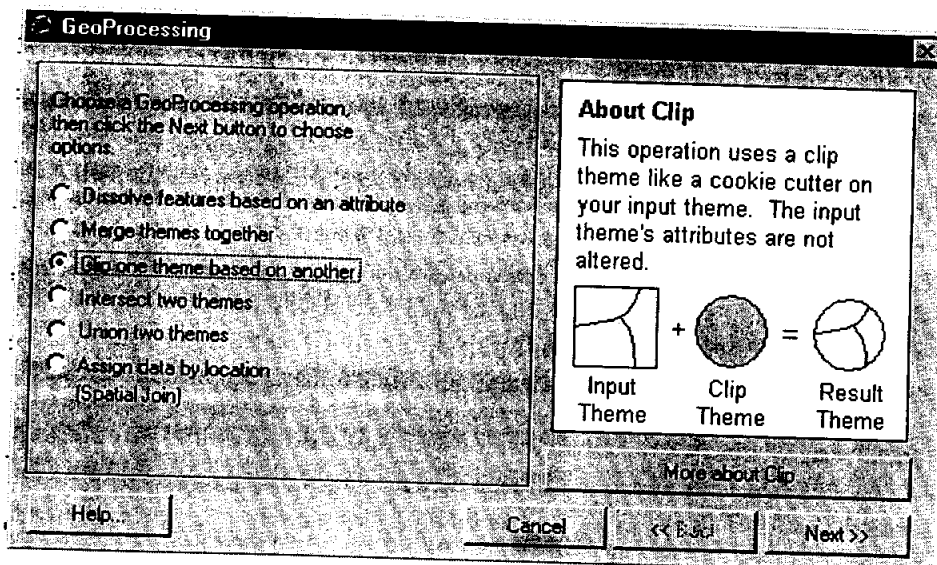 GeoProcessing
Choose a GeoProcessing operation,
then click the Next button to choose
options.
Dissolve features based on an attribute
Merge themes together
Clip one theme based on another
Intersect two themes
Union two themes
Assign data by location
(Spatial Join)
About Clip
This operation uses a clip
theme like a cookie cutter on
your input theme. The input
theme's attributes are not
altered.
+ =
Input Theme
Clip Theme
Result Theme
More about Clip
Help...
Cancel
<< Back
Next >>